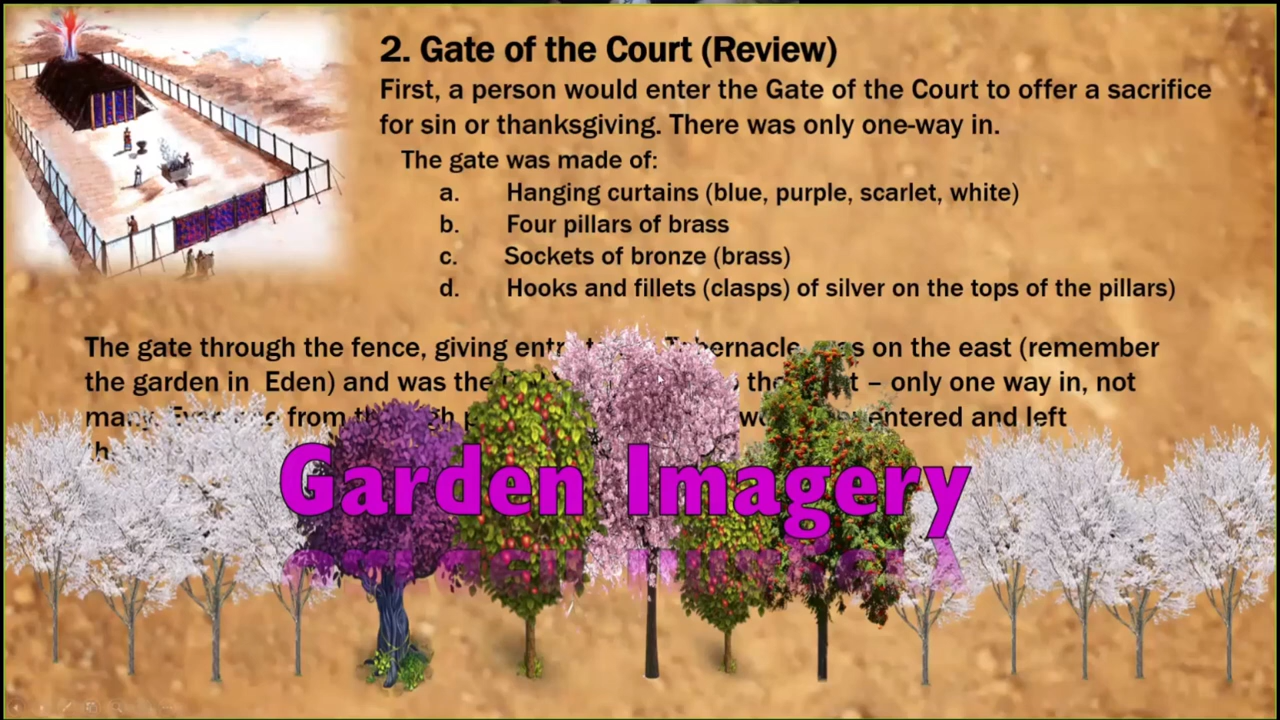 2. Gate of the Court (Review)
First, a person would enter the Gate of the Court to offer a sacrifice
for sin or thanksgiving. There was only one-way in.
The gate was made of:
a. Hanging curtains (blue, purple, scarlet, white)
b. Four pillars of brass
c. Sockets of bronze (brass)
d. Hooks and fillets (clasps) of silver on the tops of the pillars)
The gate through the fence, giving was on the east (remember
the garden in Eden) and was the – only one way in, not
many. from entered and left
Garden Imagery